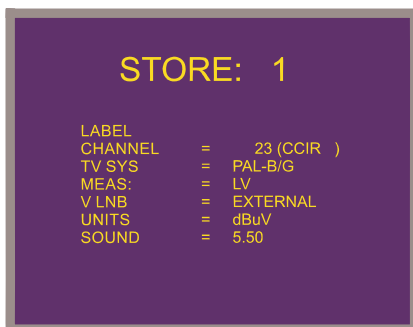 STORE: 1
LABEL
CHANNEL = 23 (CCIR )
TV SYS = PAL-B/G
MEAS: = LV
V LNB = EXTERNAL
UNITS = dBuV
SOUND = 5.50